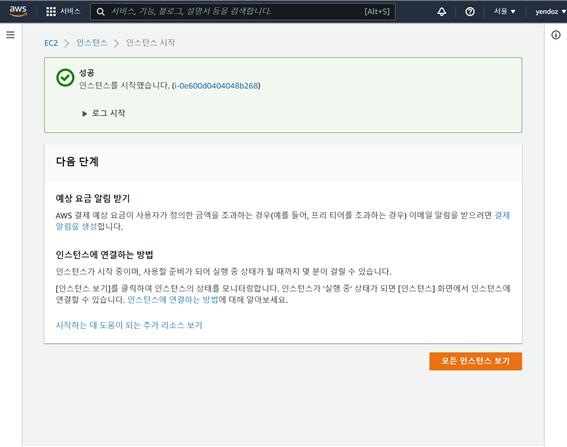 aws
서비스
서비스, 기능, 블로그, 설명서 등을 검색합니다.
[Alt+S]
서울
yendoz
EC2
인스턴스
인스턴스 시작
성공
인스턴스를 시작했습니다. (i-0e600d0404048b268)
로그 시작
다음 단계
예상 요금 알림 받기
AWS 결제 예상 요금이 사용자가 정의한 금액을 초과하는 경우(예를 들어, 프리 티어를 초과하는 경우) 이메일 알림을 받으려면 결제
알림을 생성합니다.
인스턴스에 연결하는 방법
인스턴스가 시작 중이며, 사용할 준비가 되어 실행 중 상태가 될 때까지 몇 분이 걸릴 수 있습니다.
[인스턴스 보기]를 클릭하여 인스턴스의 상태를 모니터링합니다. 인스턴스가 '실행 중' 상태가 되면 [인스턴스] 화면에서 인스턴스에
연결할 수 있습니다. 인스턴스에 연결하는 방법에 대해 알아보세요.
시작하는 데 도움이 되는 추가 리소스 보기
모든 인스턴스 보기